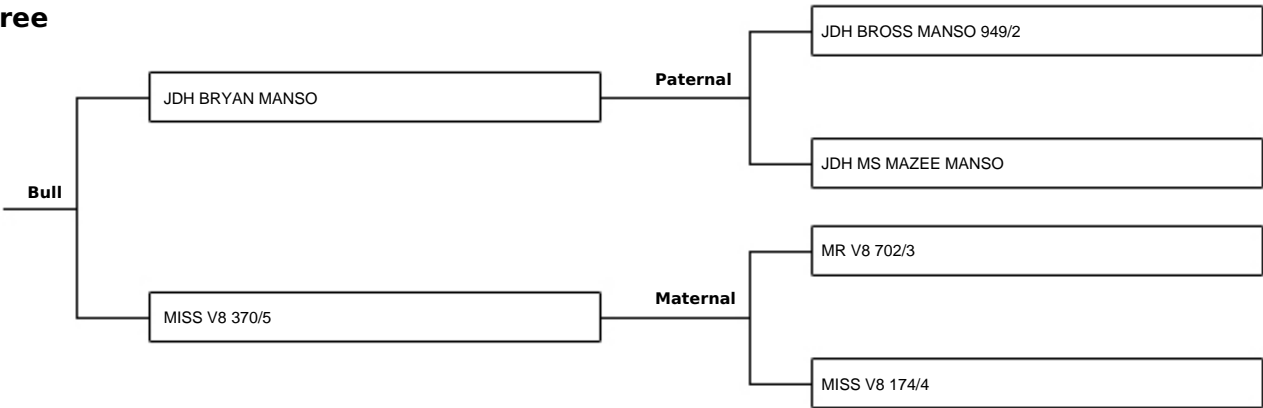 ree
JDH BROSS MANSO 949/2
Paternal
JDH BRYAN MANSO
JDH MS MAZEE MANSO
Bull
MR V8 702/3
Maternal
MISS V8 370/5
MISS V8 174/4